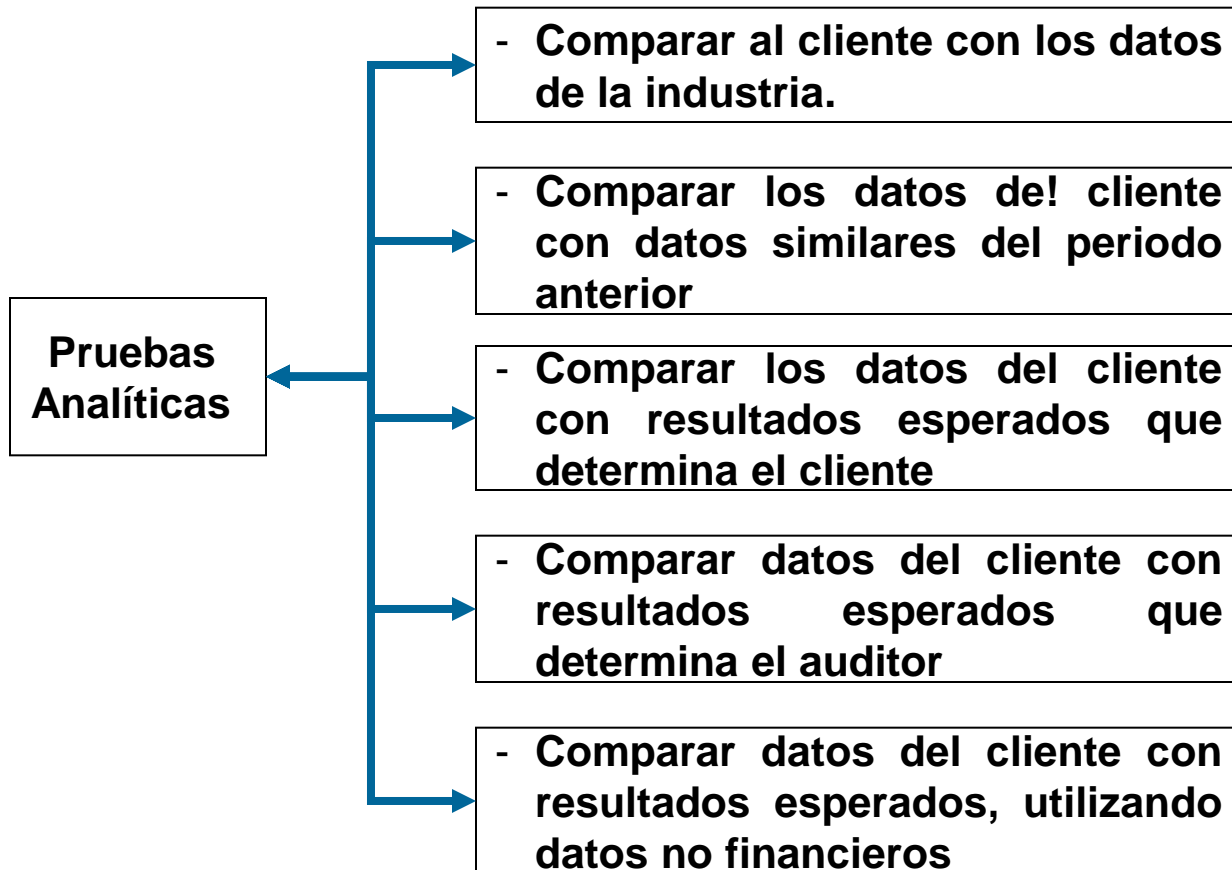 - Comparar al cliente con los datos
de la industria.
- Comparar los datos de! cliente
con datos similares del periodo
anterior
Pruebas
Analíticas
- Comparar los datos del cliente
con resultados esperados que
determina el cliente
- Comparar datos del cliente con
resultados esperados que
determina el auditor
- Comparar datos del cliente con
resultados esperados, utilizando
datos no financieros